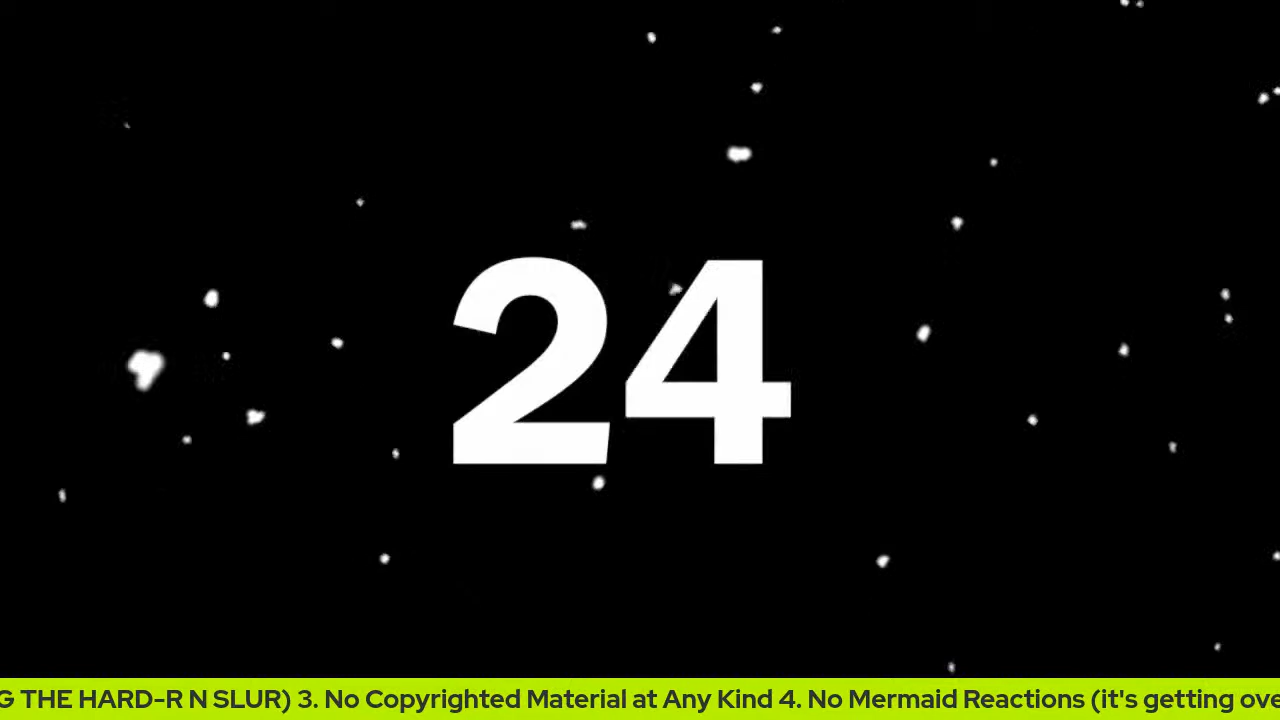 24
G THE HARD-R N SLUR) 3. No Copyrighted Material at Any Kind 4. No Mermaid Reactions (it's getting ove